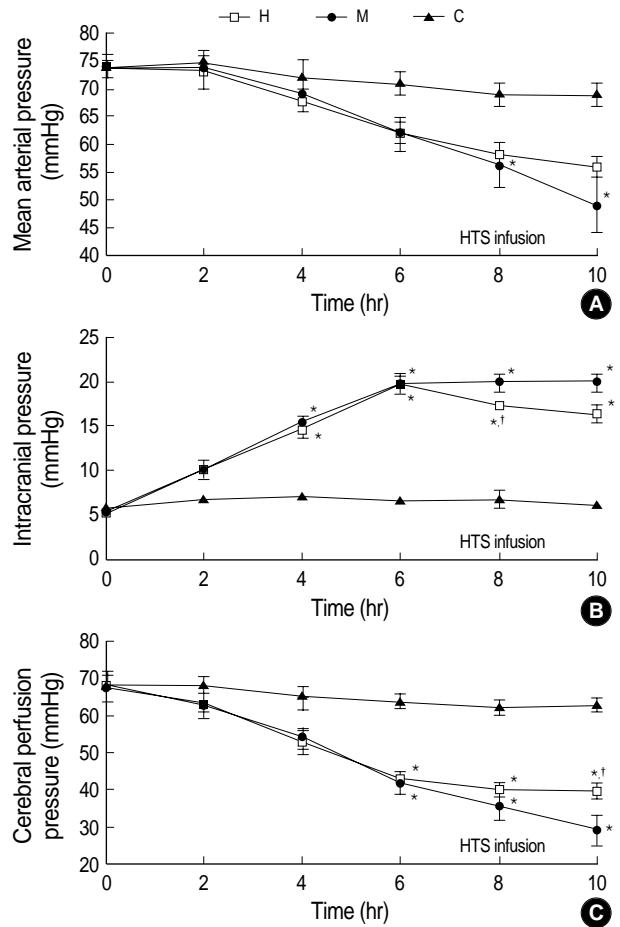 H M C
Mean arterial pressure
(mmHg)
75
70
65
60
55
50
45
40
*
*
HTS infusion
0 2 4 6 8 10
Time (hr)
A
Intracranial pressure
(mmHg)
25
20
15
10
5
0
*
*
*
*
*
*
*,†
*
HTS infusion
0 2 4 6 8 10
Time (hr)
B
Cerebral perfusion
pressure (mmHg)
80
70
60
50
40
30
20
*
*
*,†
*
*
*
HTS infusion
0 2 4 6 8 10
Time (hr)
C